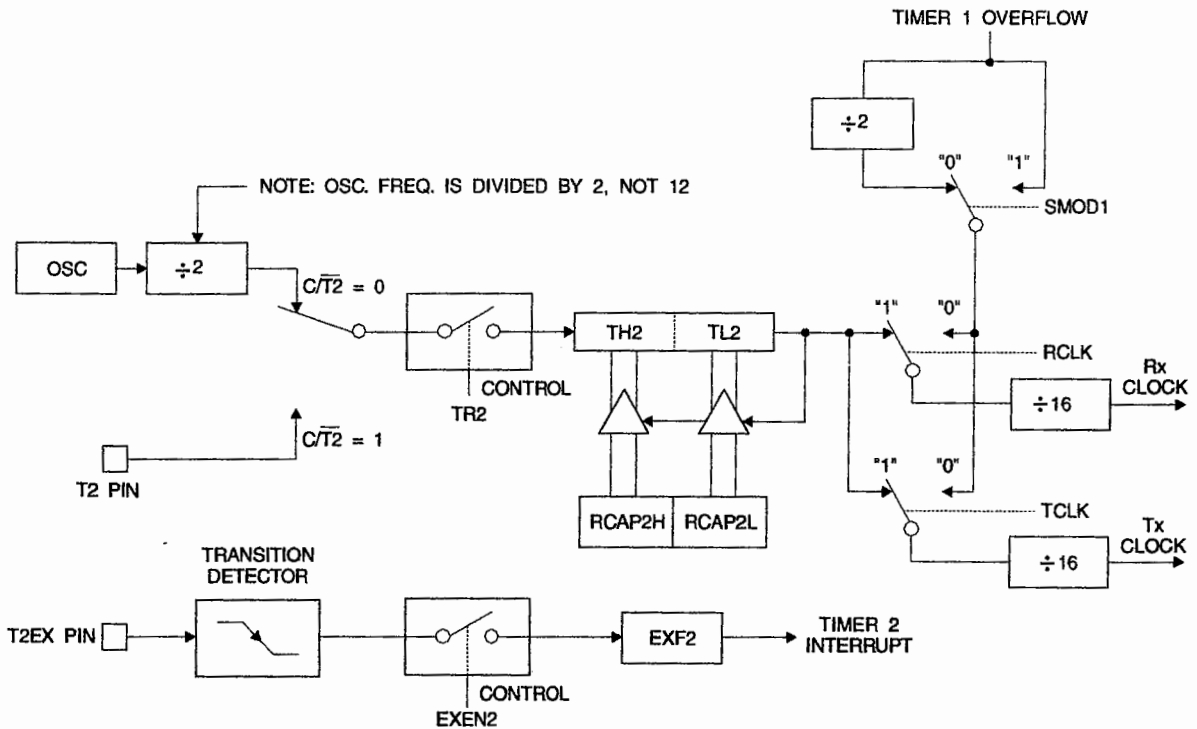 TIMER 1 OVERFLOW
÷2
"0" "1"
NOTE: OSC. FREQ. IS DIVIDED BY 2, NOT 12
SMOD1
OSC
÷2
C/T̅2̅ = 0
TH2 TL2
"1" "0"
RCLK
CONTROL
TR2
Rx
CLOCK
÷16
C/T̅2̅ = 1
T2 PIN
"1" "0"
RCAP2H RCAP2L
TCLK
Tx
CLOCK
÷16
TRANSITION
DETECTOR
T2EX PIN
EXF2
TIMER 2
INTERRUPT
CONTROL
EXEN2